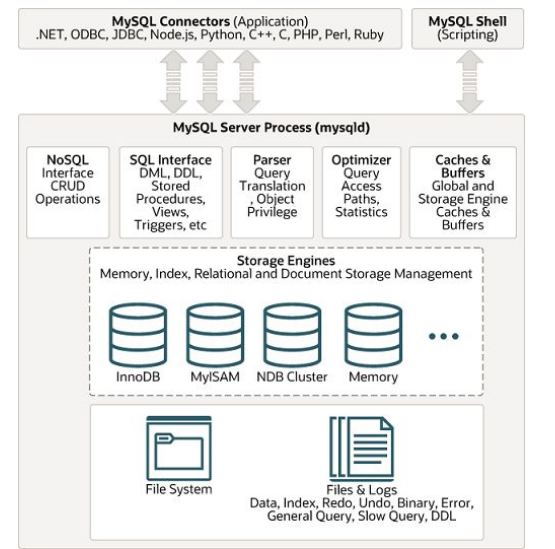 MySQL Connectors (Application)
.NET, ODBC, JDBC, Node.js, Python, C++, C, PHP, Perl, Ruby
MySQL Shell
(Scripting)
MySQL Server Process (mysqld)
NoSQL
Interface
CRUD
Operations
SQL Interface
DML, DDL,
Stored
Procedures,
Views,
Triggers, etc
Parser
Query
Translation
, Object
Privilege
Optimizer
Query
Access
Paths,
Statistics
Caches &
Buffers
Global and
Storage Engine
Caches &
Buffers
Storage Engines
Memory, Index, Relational and Document Storage Management
InnoDB
MyISAM
NDB Cluster
Memory
...
File System
Files & Logs
Data, Index, Redo, Undo, Binary, Error,
General Query, Slow Query, DDL